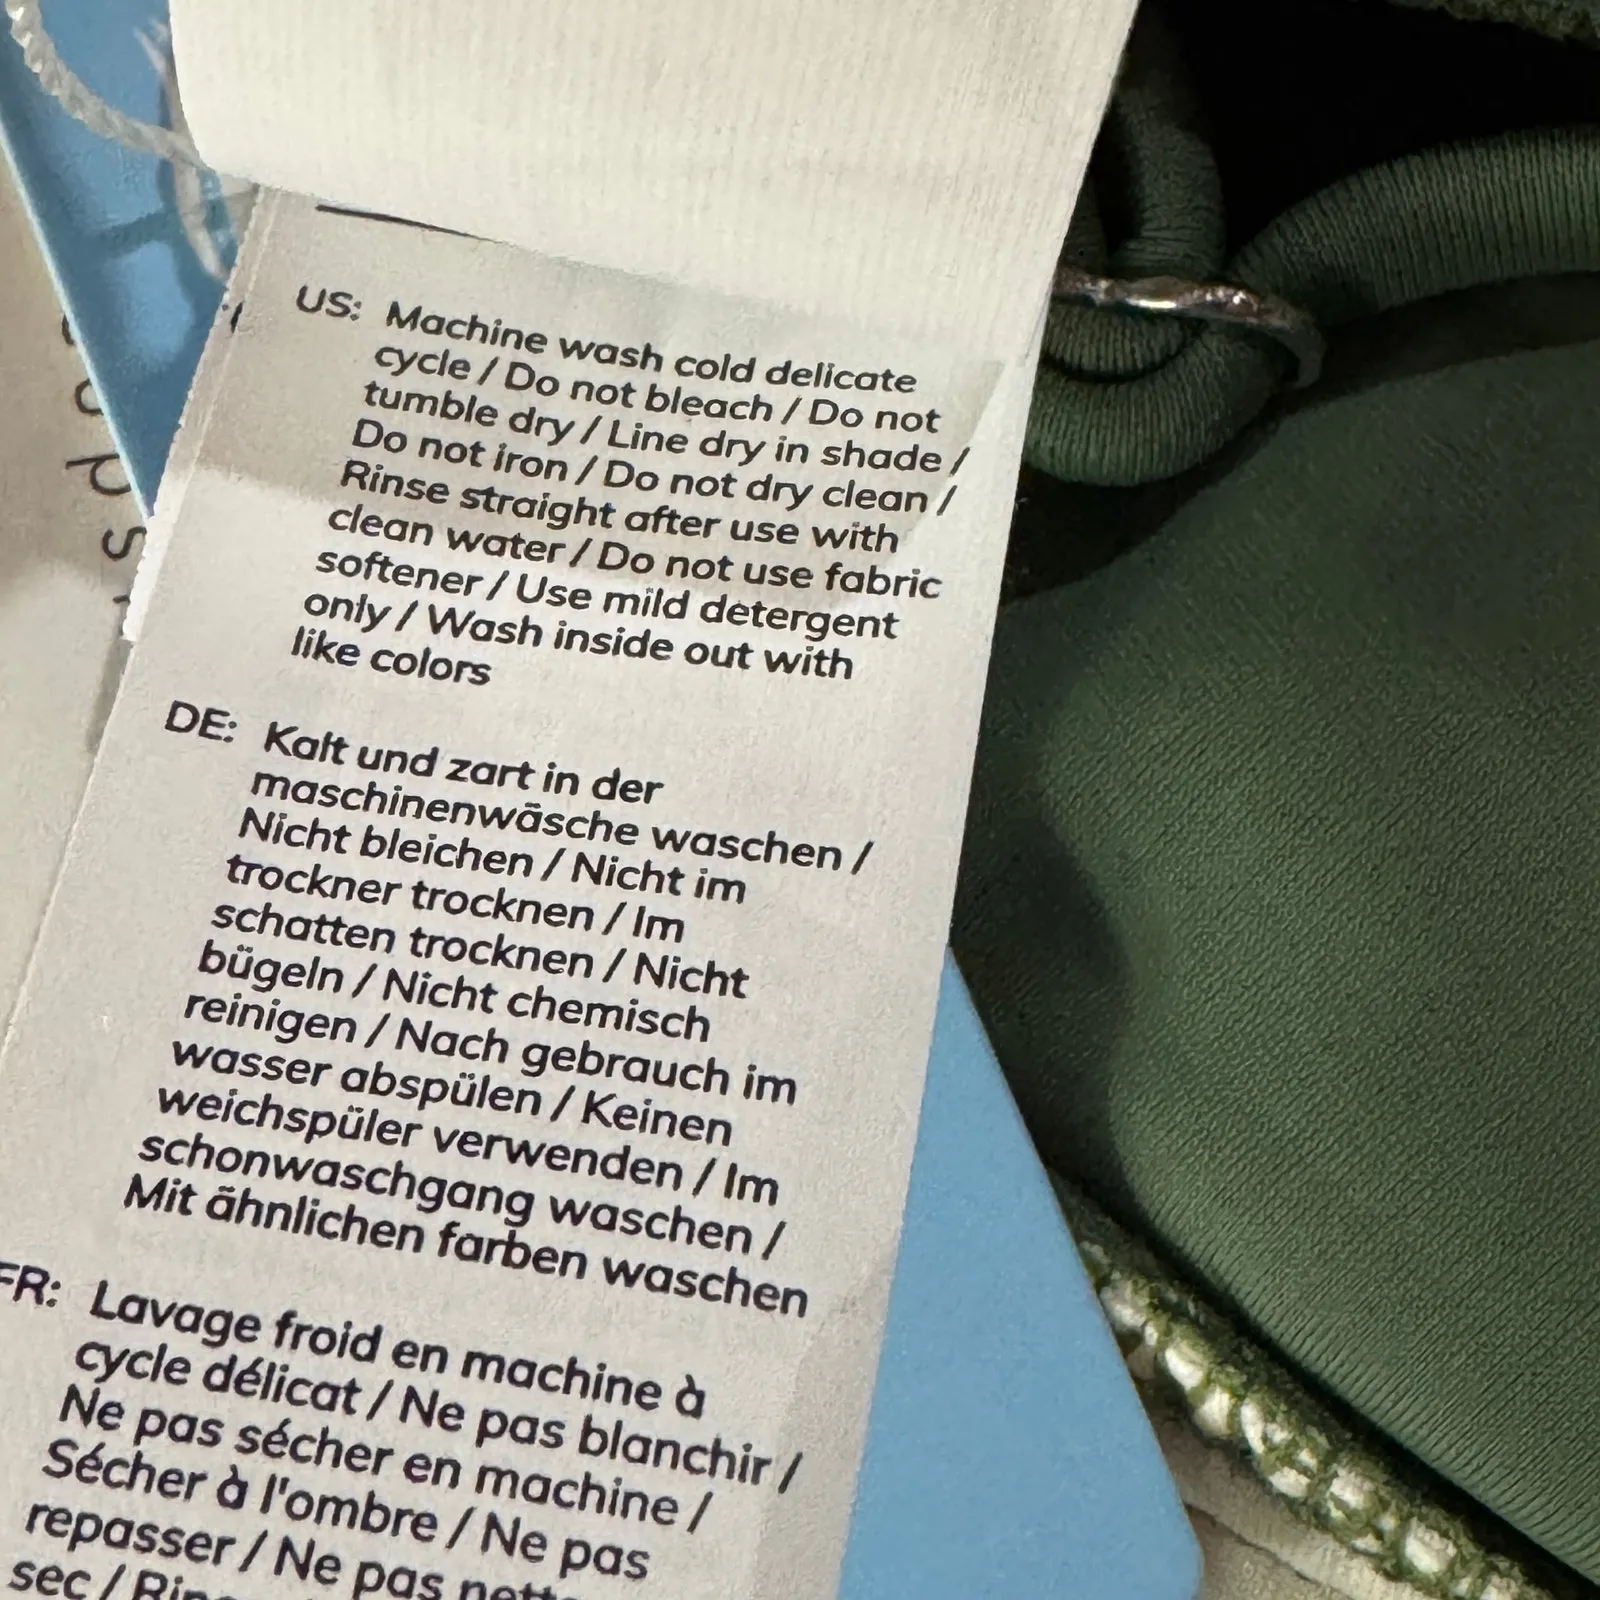 US: Machine wash cold delicate
cycle / Do not bleach / Do not
tumble dry / Line dry in shade /
Do not iron / Do not dry clean /
Rinse straight after use with
clean water / Do not use fabric
softener / Use mild detergent
only / Wash inside out with
like colors
DE: Kalt und zart in der
maschinenwäsche waschen /
Nicht bleichen / Nicht im
trockner trocknen / Im
schatten trocknen / Nicht
bügeln / Nicht chemisch
reinigen / Nach gebrauch im
wasser abspülen / Keinen
weichspüler verwenden / Im
schonwaschgang waschen /
Mit ähnlichen farben waschen
FR: Lavage froid en machine à
cycle délicat / Ne pas blanchir /
Ne pas sécher en machine /
Sécher à l'ombre / Ne pas
repasser / Ne pas
sec /